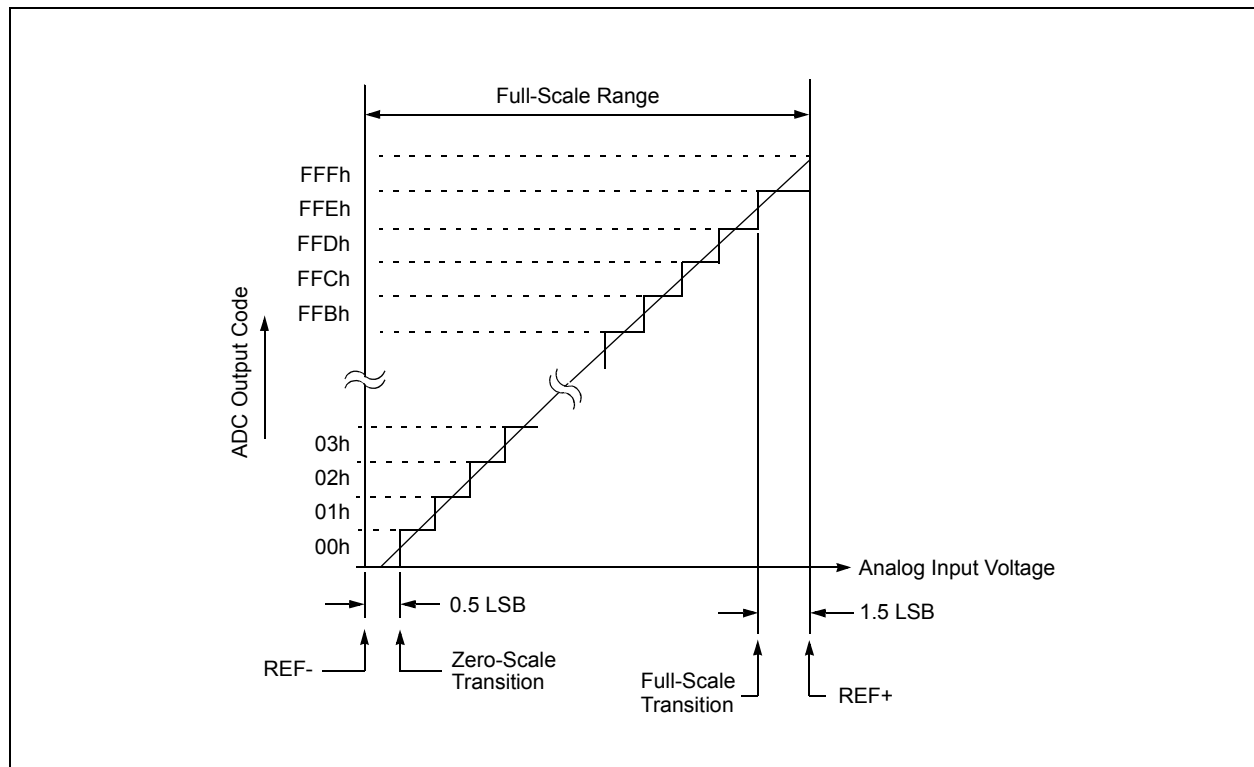 Full-Scale Range
FFFh
FFEh
FFDh
FFCh
FFBh
ADC Output Code
03h
02h
01h
00h
Analog Input Voltage
0.5 LSB
1.5 LSB
REF-
Zero-Scale
Transition
Full-Scale
Transition
REF+